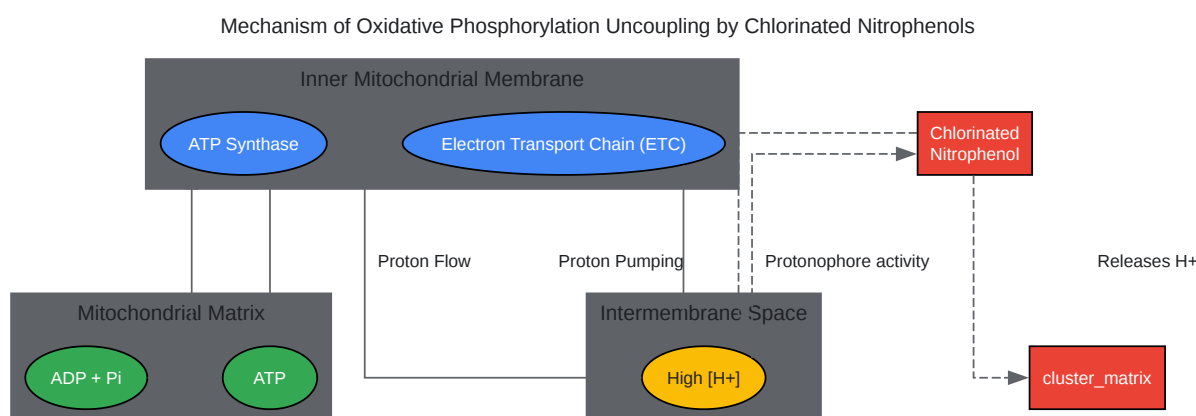 Mechanism of Oxidative Phosphorylation Uncoupling by Chlorinated Nitrophenols
Inner Mitochondrial Membrane
ATP Synthase
Electron Transport Chain (ETC)
Chlorinated
Nitrophenol
Proton Flow
Proton Pumping
Protonophore activity
Releases H+
Mitochondrial Matrix
Intermembrane Space
ADP + Pi
ATP
High [H+]
cluster_matrix